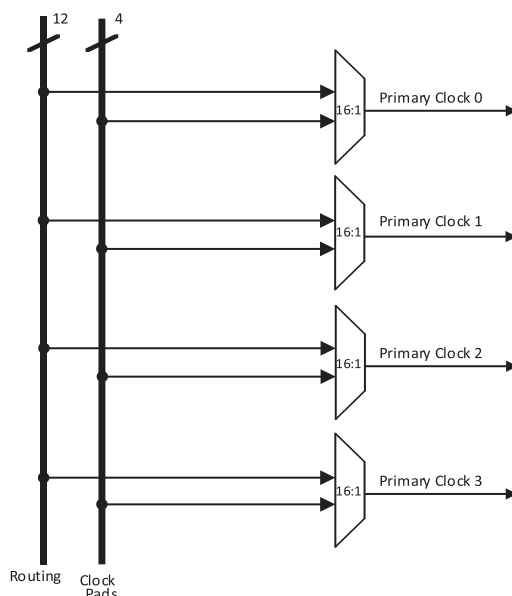 12
4
16:1
Primary Clock 0
16:1
Primary Clock 1
16:1
Primary Clock 2
16:1
Primary Clock 3
Routing
Clock
Pads